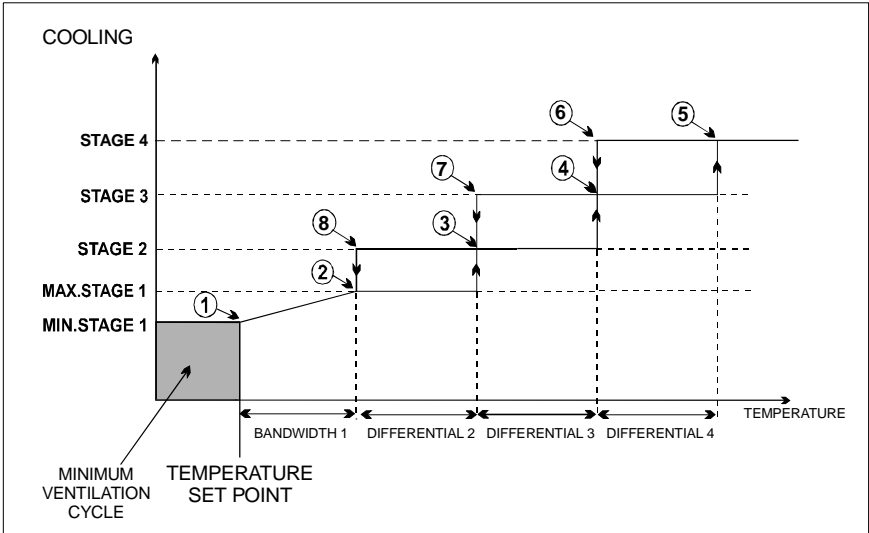 COOLING
6
5
STAGE 4
7
4
STAGE 3
8
3
STAGE 2
2
MAX.STAGE 1
1
MIN.STAGE 1
TEMPERATURE
BANDWIDTH 1
DIFFERENTIAL 2
DIFFERENTIAL 3
DIFFERENTIAL 4
MINIMUM
VENTILATION
CYCLE
TEMPERATURE
SET POINT